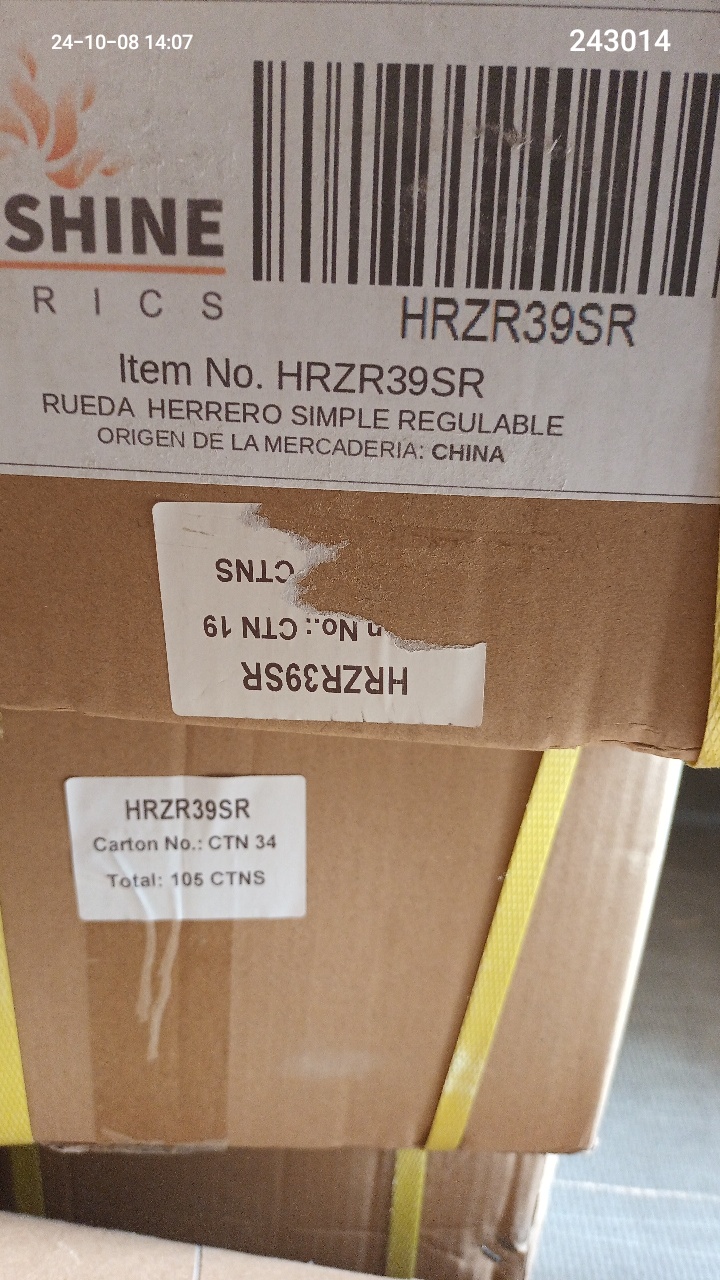 24-10-08 14:07
243014
SHINE
RICS
HRZR39SR
Item No. HRZR39SR
RUEDA HERRERO SIMPLE REGULABLE
ORIGEN DE LA MERCADERIA: CHINA
HRZR39SR
n No.: CTN 19
CTNS
HRZR39SR
Carton No.: CTN 34
Total: 105 CTNS